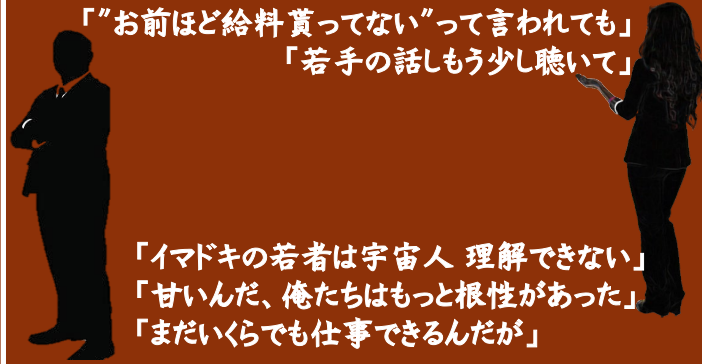 「”お前ほど給料貰ってない”って言われても」
「若手の話しもう少し聴いて」
「イマドキの若者は宇宙人 理解できない」
「甘いんだ、俺たちはもっと根性があった」
「まだいくらでも仕事できるんだが」